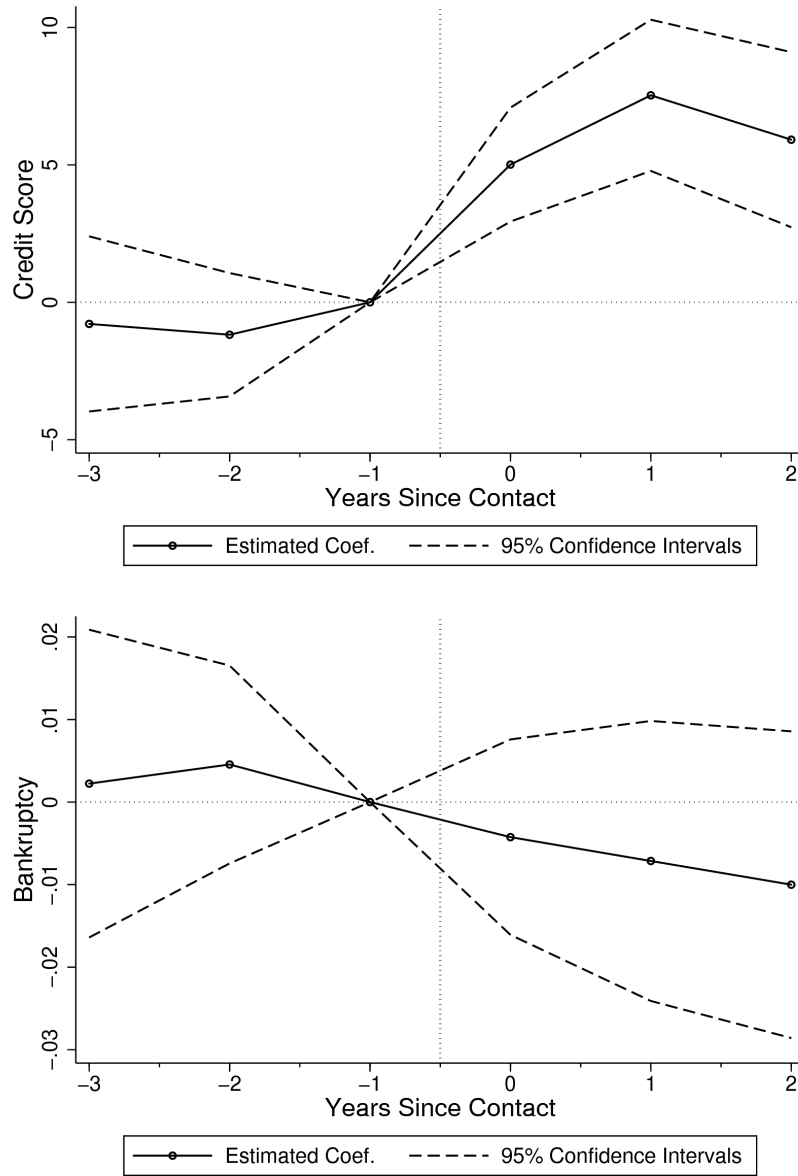 10
5
0
−5
Credit Score
−3 −2 −1 0 1 2
Years Since Contact
Estimated Coef. 95% Confidence Intervals
.02
.01
0
−.01
−.02
−.03
Bankruptcy
−3 −2 −1 0 1 2
Years Since Contact
Estimated Coef. 95% Confidence Intervals